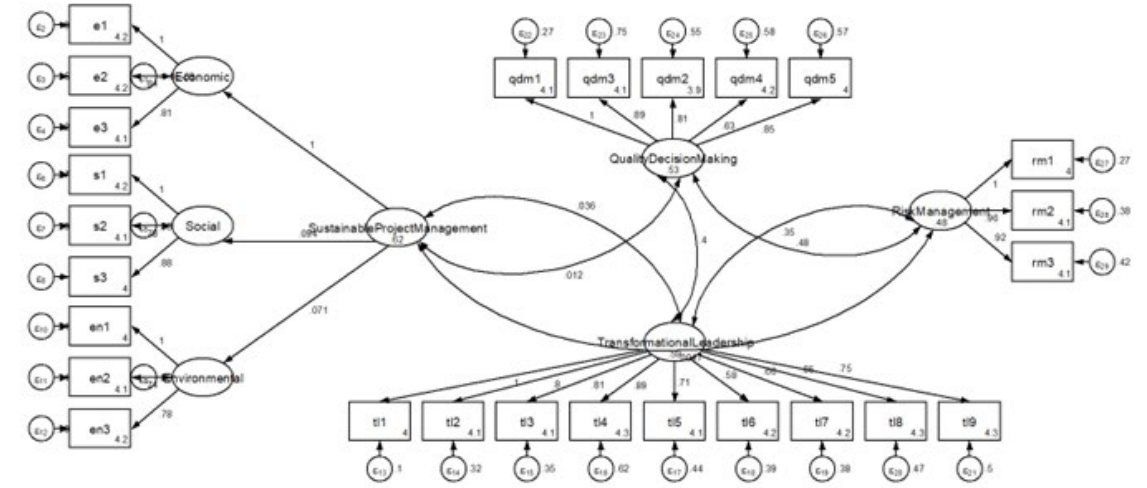 ε2 e1 4.2 1
ε3 e2 4.2 Economic
ε4 e3 4.1 .91
ε6 s1 4.2 1
ε7 s2 4.1 Social
ε8 s3 4 .88
ε10 en1 4 1
ε11 en2 4.1 Environmental
ε12 en3 4.2 .78
1
.094
.071
SustainableProjectManagement
.62
ε22 .27 ε23 .75 ε24 .55 ε25 .58 ε26 .57
qdm1 qdm3 qdm2 qdm4 qdm5
4.1 4.1 3.9 4.2 4
1 .89 .81 .63 .85
QualityDecisionMaking
.53
.036
.012
.4
.35
.48
RiskManagement
.48
1
.96
.92
rm1 4 ε27 .27
rm2 4.1 ε28 .38
rm3 4.1 ε29 .42
TransformationalLeadership
1 .8 .81 .89 .71 .58 .66 .65 .75
tl1 tl2 tl3 tl4 tl5 tl6 tl7 tl8 tl9
4 4.1 4.1 4.3 4.1 4.2 4.2 4.3 4.3
ε13 .1 ε14 .32 ε15 .35 ε16 .62 ε17 .44 ε18 .39 ε19 .38 ε20 .47 ε21 .5